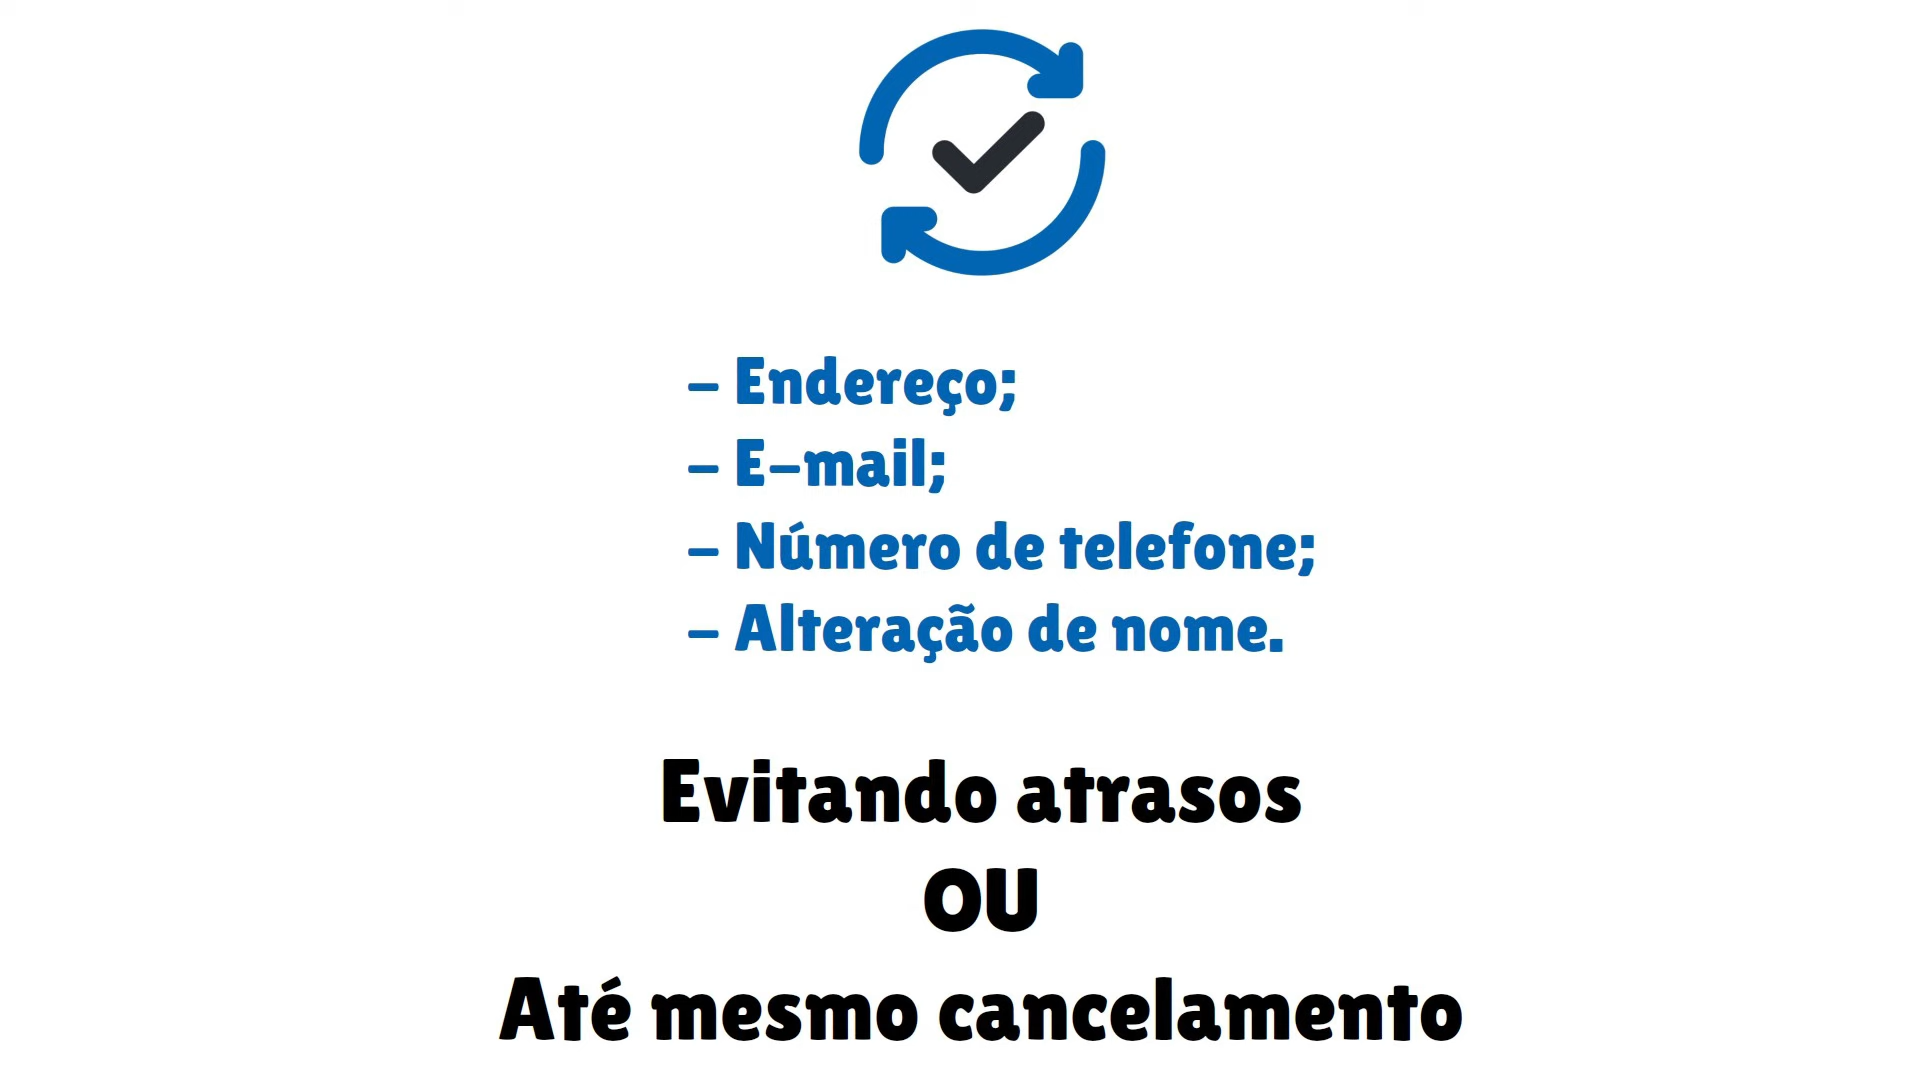 - Endereço;
- E-mail;
- Número de telefone;
- Alteração de nome.
Evitando atrasos
OU
Até mesmo cancelamento